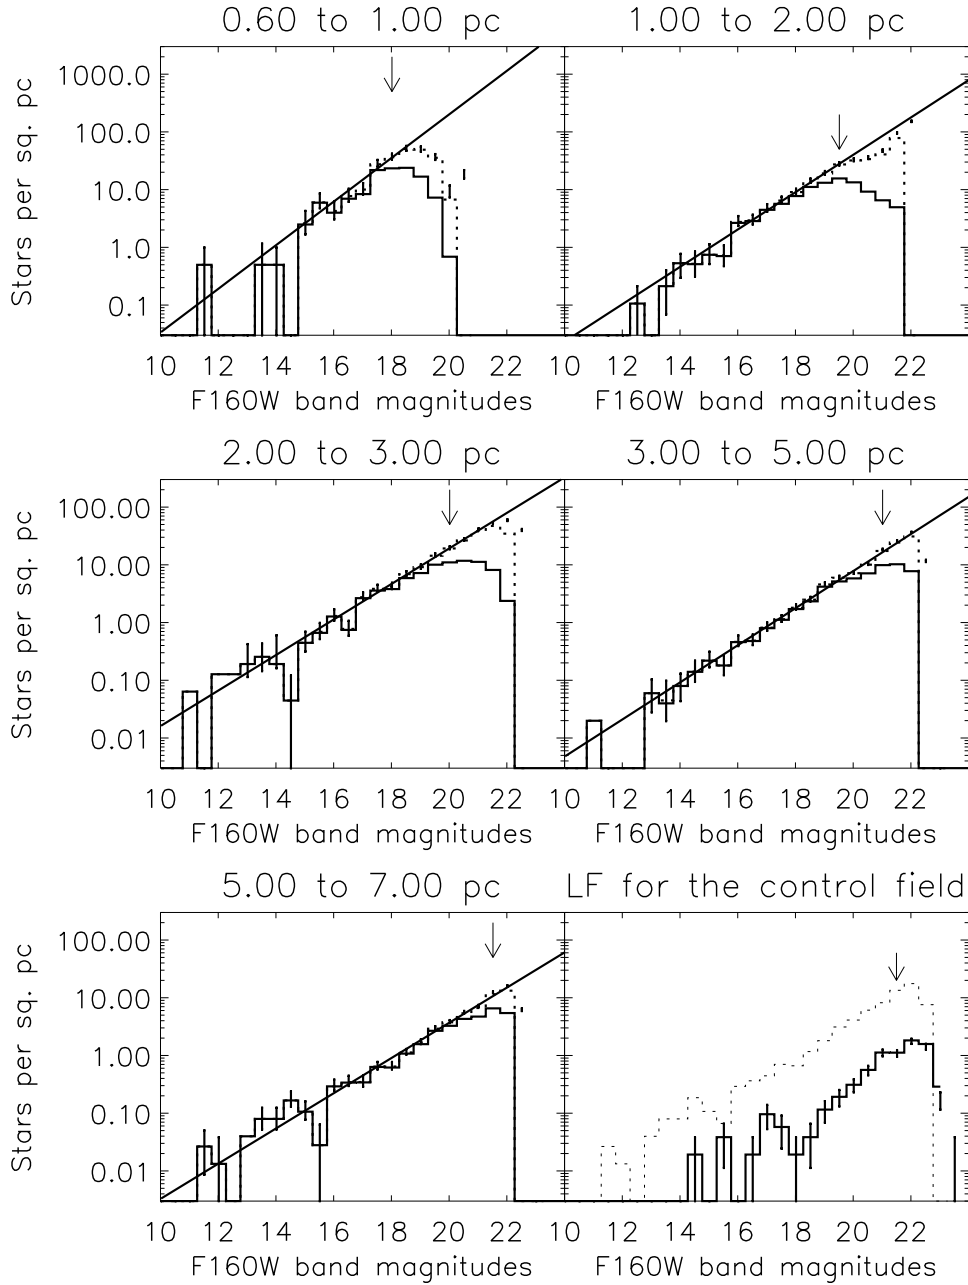 0.60 to 1.00 pc
1.00 to 2.00 pc
Stars per sq. pc
1000.0
100.0
10.0
1.0
0.1
10 12 14 16 18 20 22
10 12 14 16 18 20 22
F160W band magnitudes
F160W band magnitudes
2.00 to 3.00 pc
3.00 to 5.00 pc
Stars per sq. pc
100.00
10.00
1.00
0.10
0.01
10 12 14 16 18 20 22
10 12 14 16 18 20 22
F160W band magnitudes
F160W band magnitudes
5.00 to 7.00 pc
LF for the control field
Stars per sq. pc
100.00
10.00
1.00
0.10
0.01
10 12 14 16 18 20 22
10 12 14 16 18 20 22
F160W band magnitudes
F160W band magnitudes